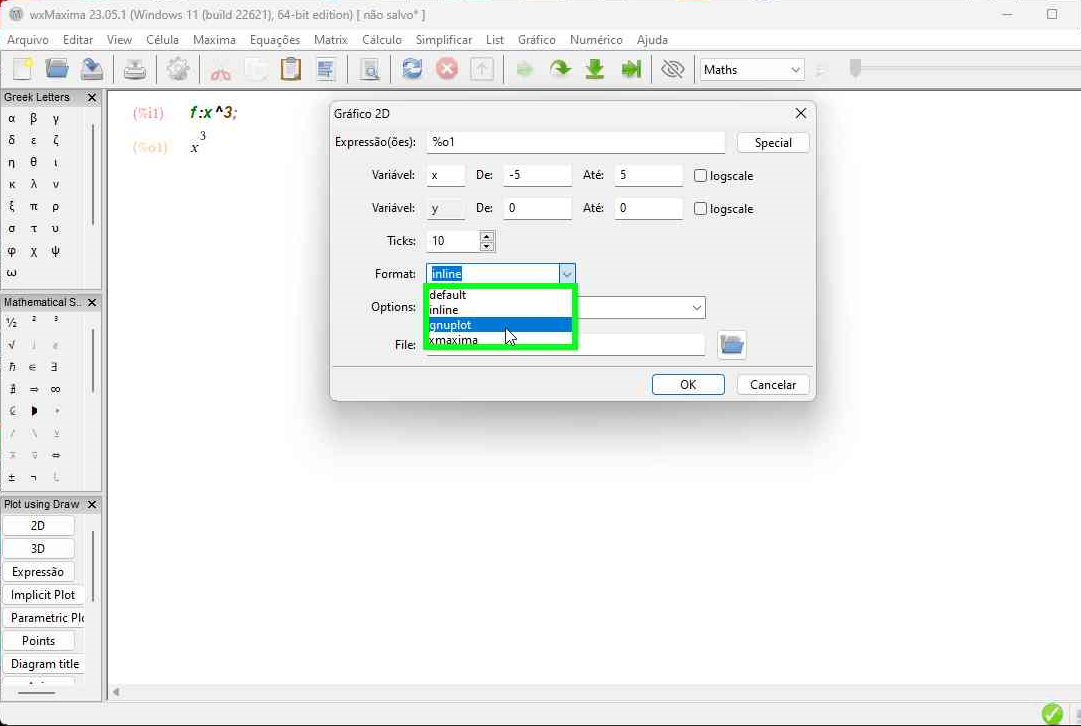 wxMaxima 23.05.1 (Windows 11 (build 22621), 64-bit edition) [ não salvo* ]
Arquivo Editar View Célula Maxima Equações Matrix Cálculo Simplificar List Gráfico Numérico Ajuda
Maths
Greek Letters
α β γ
δ ε ζ
η θ ι
κ λ ν
ξ π ρ
σ τ υ
φ χ ψ
ω
Mathematical S..
½ ² ³
√
ħ ∈ ∃
∄ ⇒ ∞
⇔
± ¬
Plot using Draw
2D
3D
Expressão
Implicit Plot
Parametric Plo
Points
Diagram title
(%i1) f:x^3;
(%o1) x³
Gráfico 2D
Expressão(ões): %o1 Special
Variável: x De: -5 Até: 5 logscale
Variável: y De: 0 Até: 0 logscale
Ticks: 10
Format: inline
default
inline
gnuplot
xmaxima
Options:
File:
OK Cancelar